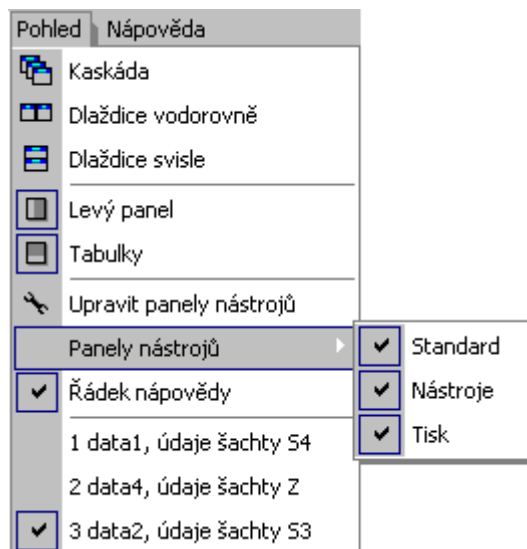 Pohled Nápověda
Kaskáda
Dlaždice vodorovně
Dlaždice svisle
Levý panel
Tabulky
Upravit panely nástrojů
Panely nástrojů
Standard
Řádek nápovědy
Nástroje
Tisk
1 data1, údaje šachty S4
2 data4, údaje šachty Z
3 data2, údaje šachty S3